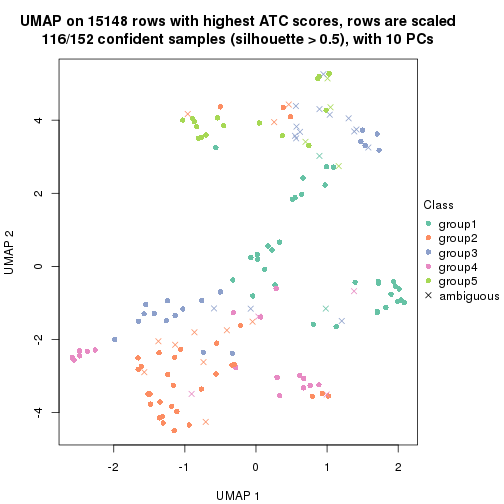 UMAP on 15148 rows with highest ATC scores, rows are scaled
116/152 confident samples (silhouette > 0.5), with 10 PCs
4
2
0
-2
-4
UMAP 2
-2
-1
0
1
2
UMAP 1
Class
group1
group2
group3
group4
group5
ambiguous